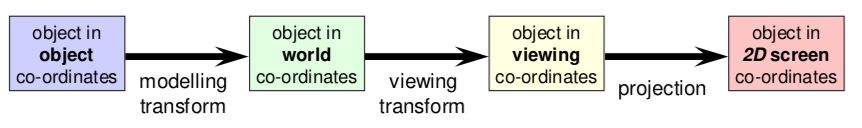 object in
object
co-ordinates
modelling
transform
object in
world
co-ordinates
viewing
transform
object in
viewing
co-ordinates
projection
object in
2D screen
co-ordinates